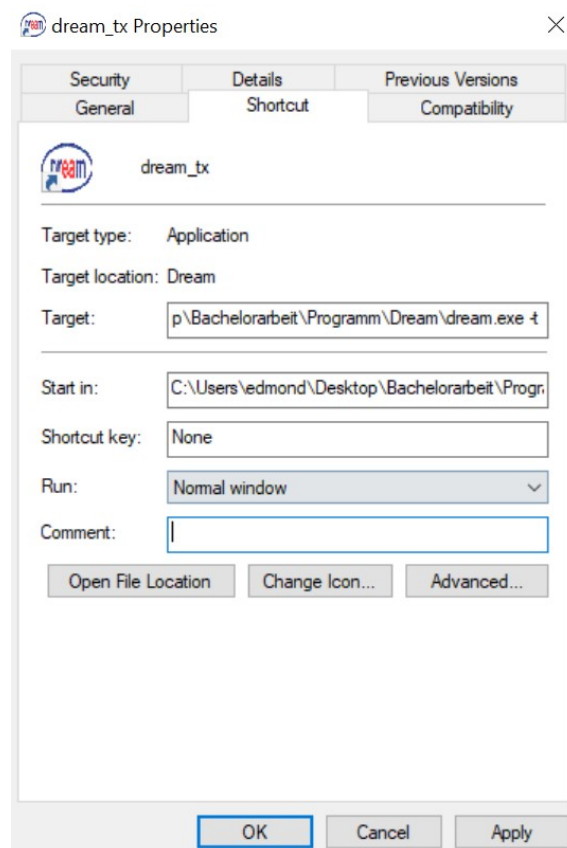 dream_tx Properties
Security Details Previous Versions
General Shortcut Compatibility
Dream dream_tx
Target type: Application
Target location: Dream
Target: p\Bachelorarbeit\Programm\Dream\dream.exe -t
Start in: C:\Users\edmond\Desktop\Bachelorarbeit\Progr
Shortcut key: None
Run: Normal window
Comment:
Open File Location Change Icon... Advanced...
OK Cancel Apply